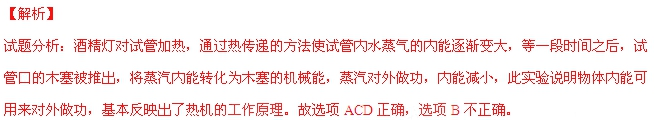 【解析】
试题分析：酒精灯对试管加热，通过热传递的方法使试管内水蒸气的内能逐渐变大，等一段时间之后，试
管口的木塞被推出，将蒸汽内能转化为木塞的机械能，蒸汽对外做功，内能减小，此实验说明物体内能可
用来对外做功，基本反映出了热机的工作原理。故选项 ACD 正确，选项 B 不正确。